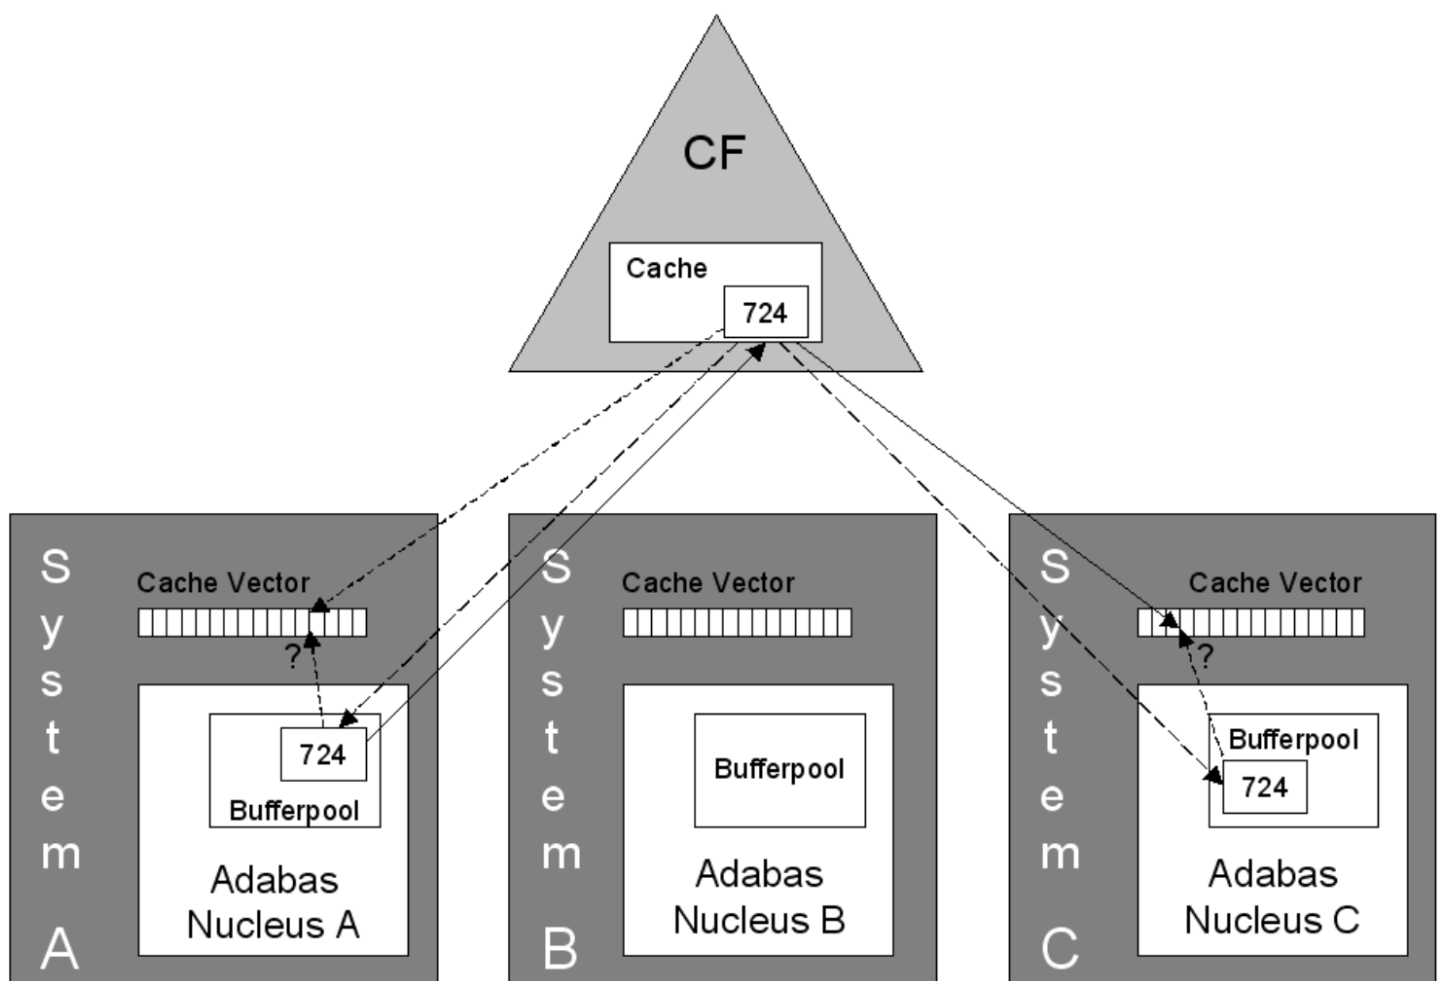 CF
Cache
724
System A
Cache Vector
?
724
Bufferpool
Adabas
Nucleus A
System B
Cache Vector
Bufferpool
Adabas
Nucleus B
System C
Cache Vector
?
Bufferpool
724
Adabas
Nucleus C